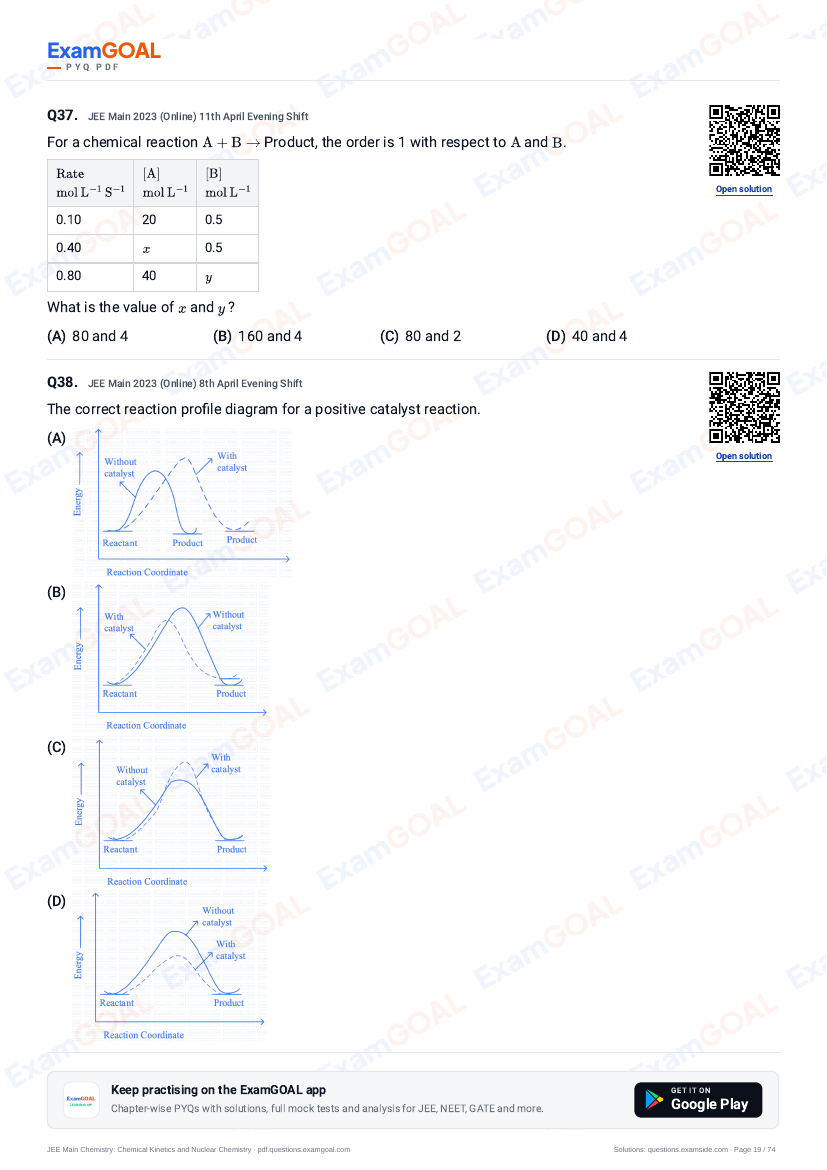 ExamGOAL
PYQ PDF
Q37. JEE Main 2023 (Online) 11th April Evening Shift
For a chemical reaction A + B → Product, the order is 1 with respect to A and B.
Rate [A] [B]
mol L⁻¹ S⁻¹ mol L⁻¹ mol L⁻¹
0.10 20 0.5
0.40 x 0.5
0.80 40 y
What is the value of x and y ?
(A) 80 and 4 (B) 160 and 4 (C) 80 and 2 (D) 40 and 4
Open solution
Q38. JEE Main 2023 (Online) 8th April Evening Shift
The correct reaction profile diagram for a positive catalyst reaction.
Open solution
(A)
Without
catalyst
With
catalyst
Energy
Reactant Product Product
Reaction Coordinate
(B)
With
catalyst
Without
catalyst
Energy
Reactant Product
Reaction Coordinate
(C)
Without
catalyst
With
catalyst
Energy
Reactant Product
Reaction Coordinate
(D)
Without
catalyst
With
catalyst
Energy
Reactant Product
Reaction Coordinate
ExamGOAL
Keep practising on the ExamGOAL app
Chapter-wise PYQs with solutions, full mock tests and analysis for JEE, NEET, GATE and more.
GET IT ON
Google Play
JEE Main Chemistry: Chemical Kinetics and Nuclear Chemistry · pdf.questions.examgoal.com
Solutions: questions.examside.com · Page 19 / 74